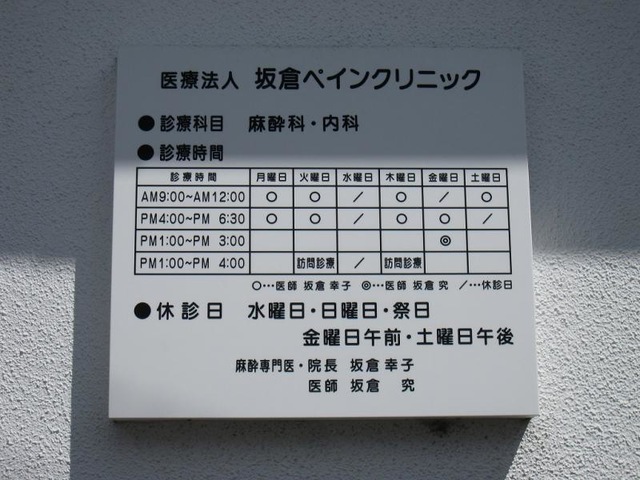 医療法人 坂倉ペインクリニック
●診療科目 麻酔科・内科
●診療時間
診療時間 月曜日 火曜日 水曜日 木曜日 金曜日 土曜日
AM9:00~AM12:00 ○ ○ / ○ / ○
PM4:00~PM 6:30 ○ ○ / ○ ○ /
PM1:00~PM 3:00 ◎
PM1:00~PM 4:00 訪問診療 / 訪問診療
○…医師 坂倉 幸子 ◎…医師 坂倉 究 /…休診日
●休診日 水曜日・日曜日・祭日
金曜日午前・土曜日午後
麻酔専門医・院長 坂倉 幸子
医師 坂倉 究